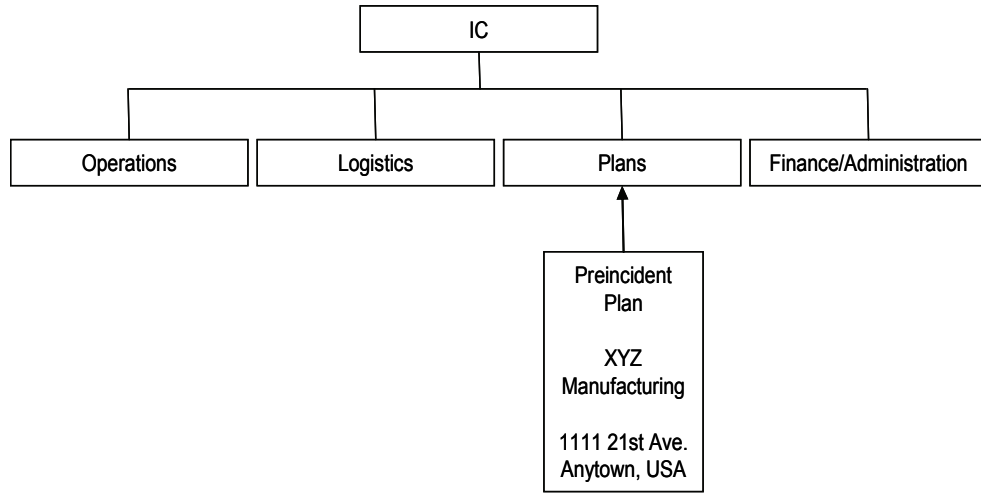 IC
Operations
Logistics
Plans
Finance/Administration
Preincident
Plan
XYZ
Manufacturing
1111 21st Ave.
Anytown, USA